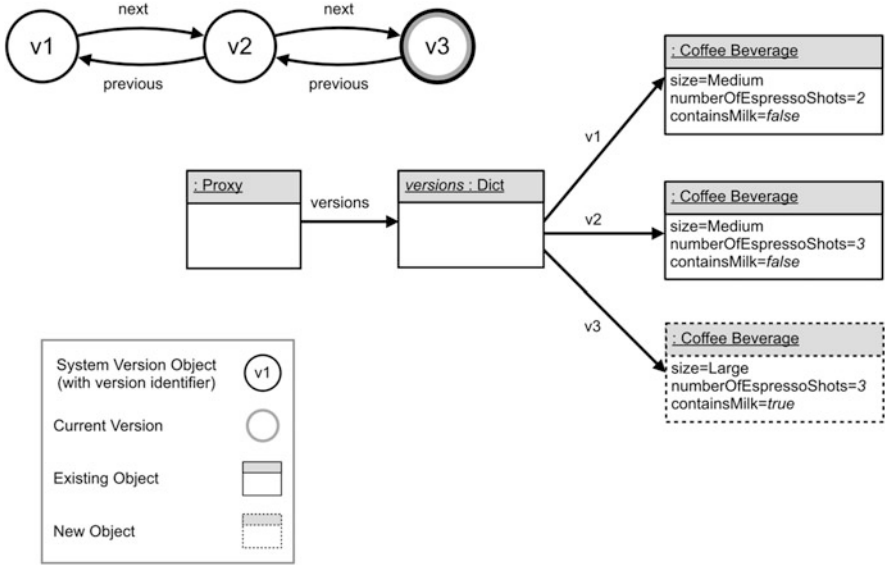 next
next
v1
v2
v3
previous
previous
: Coffee Beverage
size=Medium
numberOfEspressoShots=2
containsMilk=false
v1
: Proxy
versions
versions : Dict
: Coffee Beverage
size=Medium
numberOfEspressoShots=3
containsMilk=false
v2
v3
: Coffee Beverage
size=Large
numberOfEspressoShots=3
containsMilk=true
System Version Object
(with version identifier)
v1
Current Version
Existing Object
New Object